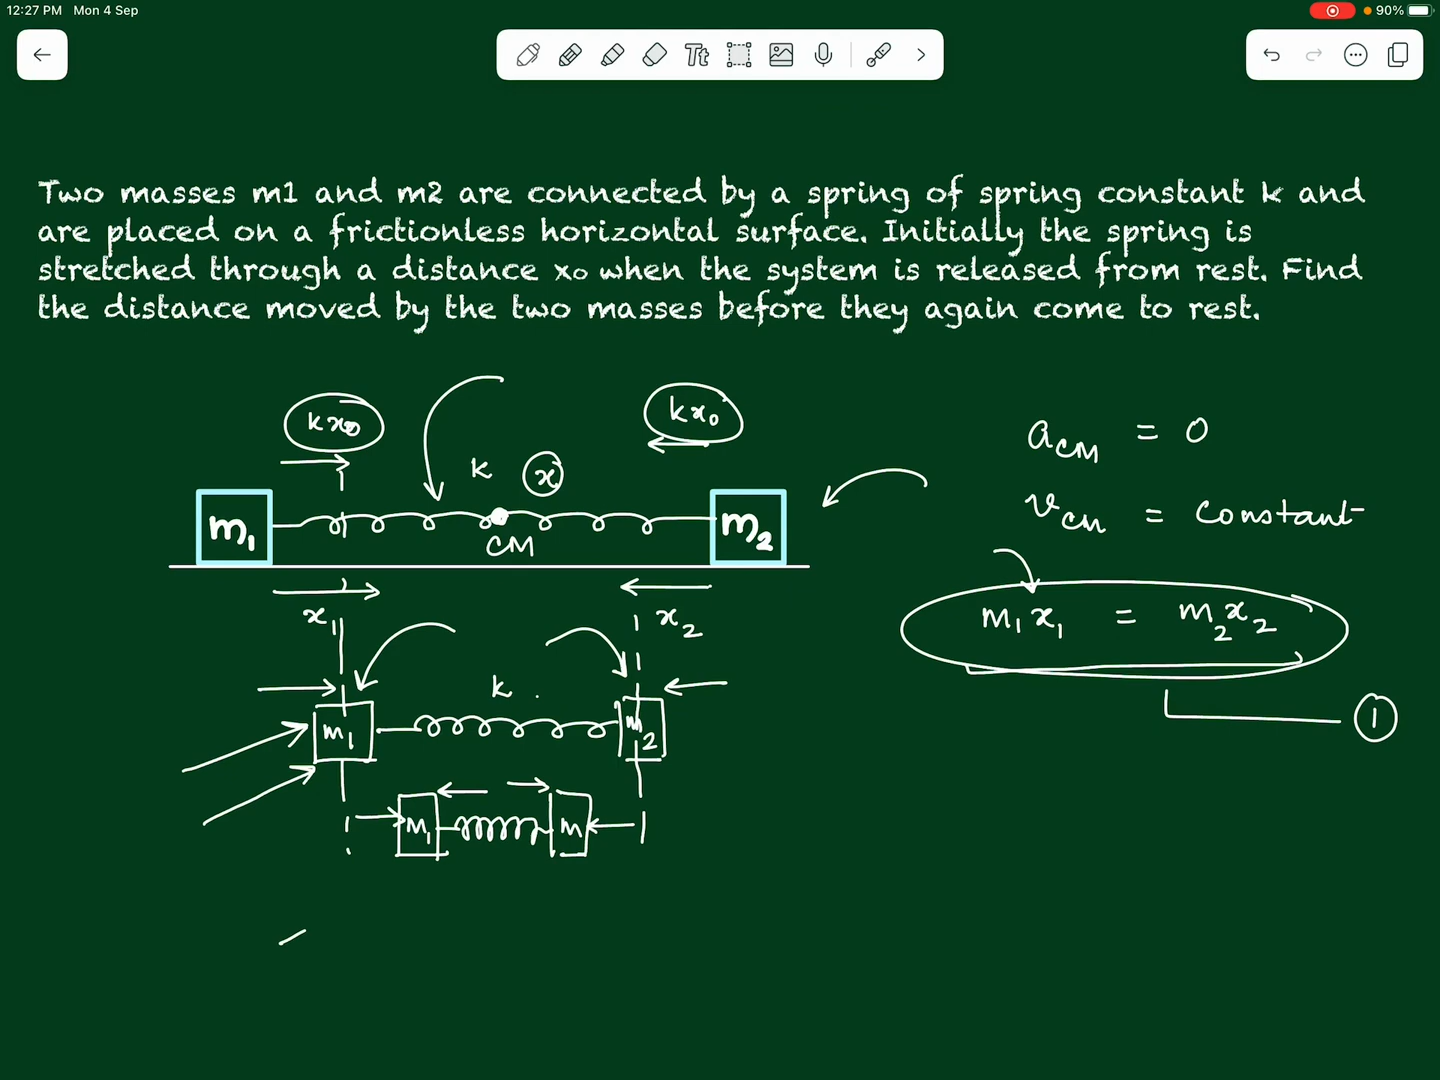 12:27 PM Mon 4 Sep
90%
Tt
Two masses m1 and m2 are connected by a spring of spring constant k and
are placed on a frictionless horizontal surface. Initially the spring is
stretched through a distance x0 when the system is released from rest. Find
the distance moved by the two masses before they again come to rest.
kx0
kx₀
k x
m₁
CM
m₂
x₁
x₂
a_CM = 0
v_CM = constant
m₁x₁ = m₂x₂
1
k
m₁
m₂
m₁
m